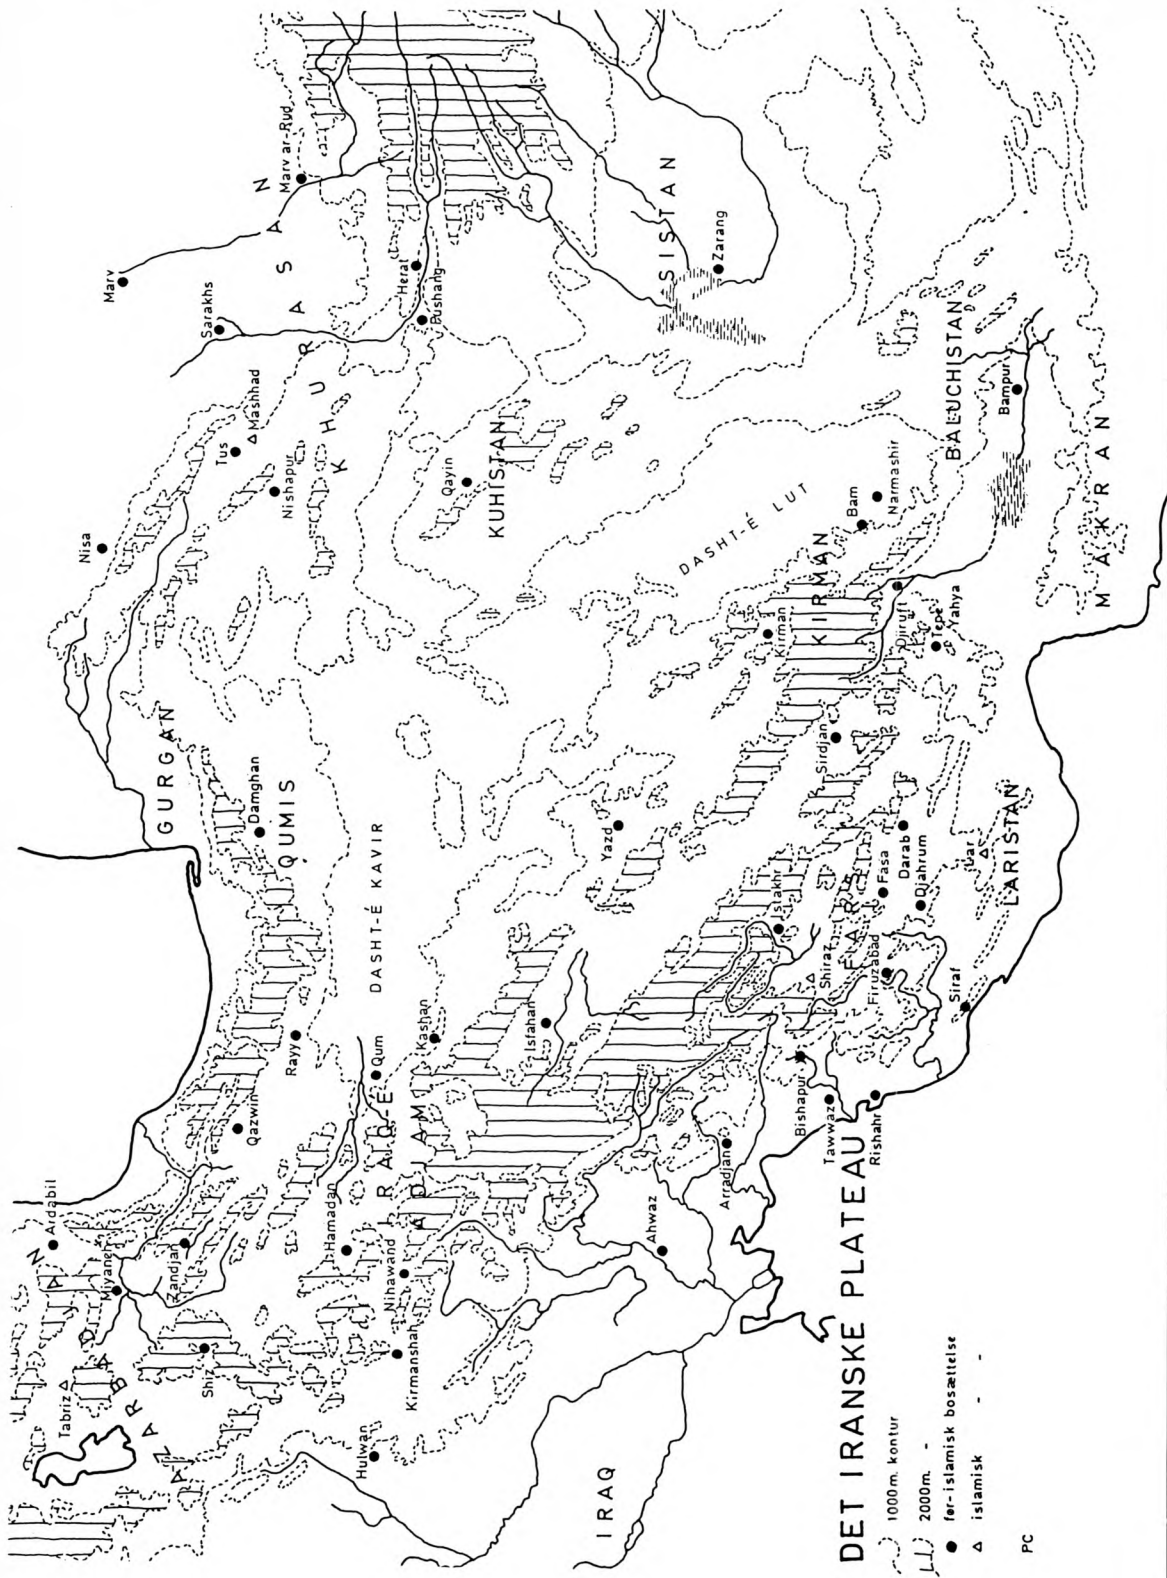 DET IRANSKE PLATEAU
1000 m. kontur
2000 m. -
før-islamisk bosættelse
islamisk - -
PC
AZARBADJAN
Tabriz
Ardabil
Miyaneh
Zandjan
Shiz
GURGAN
Qazwin
Rayy
Damghan
QUMIS
Nisa
Marv
Sarakhs
Marv ar-Rud
KHURASAN
Tus
Mashhad
Nishapur
Herat
Bushang
Hamadan
Nihawand
Kirmanshah
Hulwan
IRAQ-É
ADJAMI
Qum
Kashan
DASHT-É KAVIR
Qayin
KUHISTAN
Isfahan
Yazd
DASHT-É LUT
SISTAN
Zarang
IRAQ
Ahwaz
Arradjan
Bishapur
Tawwaz
Rishahr
Istakhr
Shiraz
FARS
Firuzabad
Fasa
Darab
Djahrum
Siraf
Lar
LARISTAN
Sirdjan
Kirman
KIRMAN
Bam
Narmashir
Djiruft
Tepe
Yahya
BALUCHISTAN
Bampur
MAKRAN